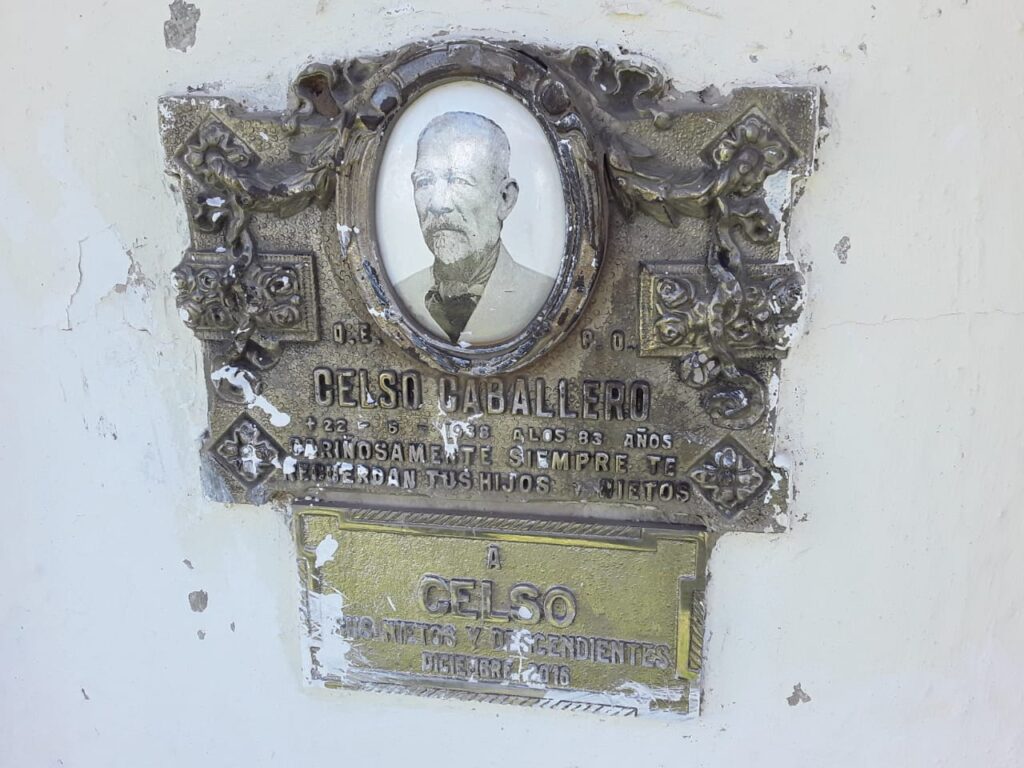 Q.E. P.D.
CELSO CABALLERO
+ 22 - 5 - 1938 A LOS 83 AÑOS
CARIÑOSAMENTE SIEMPRE TE
RECUERDAN TUS HIJOS Y NIETOS
A
CELSO
SUS NIETOS Y DESCENDIENTES
DICIEMBRE 2016